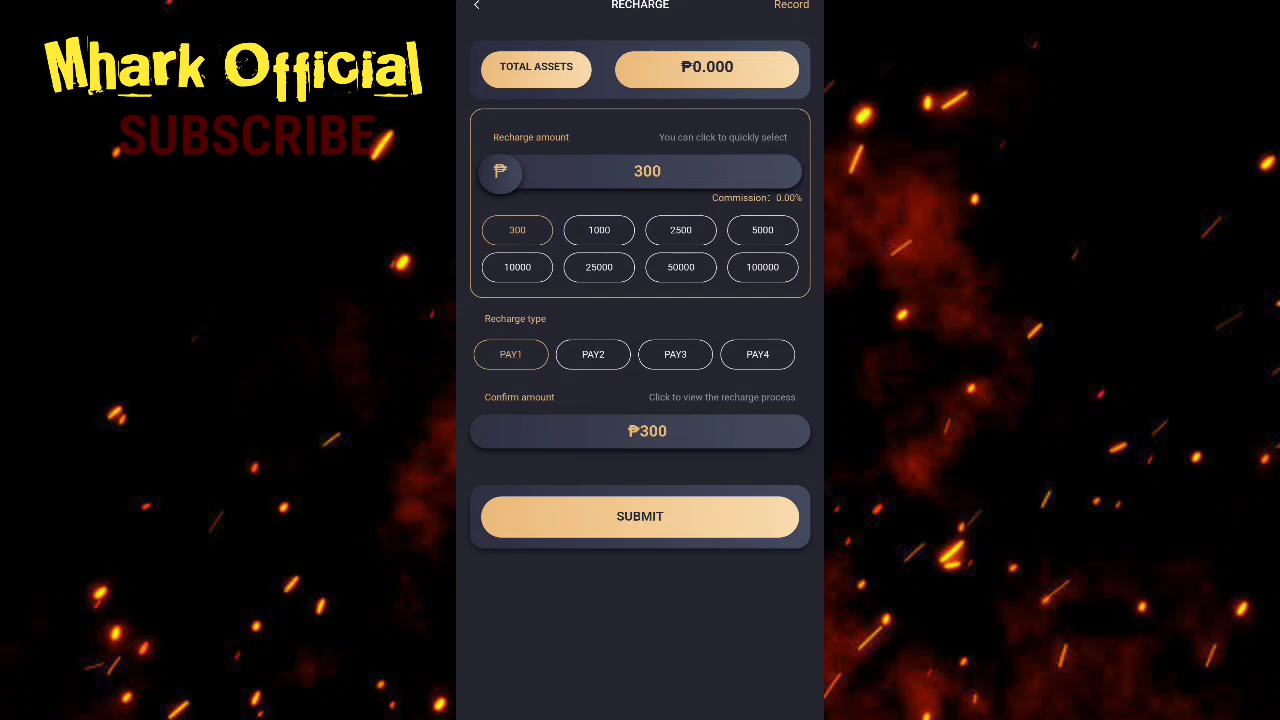 Mhark Official
SUBSCRIBE
RECHARGE
Record
TOTAL ASSETS
₱0.000
Recharge amount
You can click to quickly select
₱
300
Commission: 0.00%
300 1000 2500 5000
10000 25000 50000 100000
Recharge type
PAY1 PAY2 PAY3 PAY4
Confirm amount
Click to view the recharge process
₱300
SUBMIT